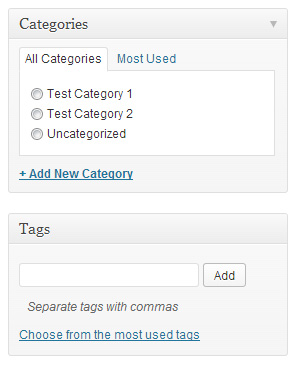 Categories
All Categories Most Used
Test Category 1
Test Category 2
Uncategorized
+ Add New Category
Tags
Add
Separate tags with commas
Choose from the most used tags